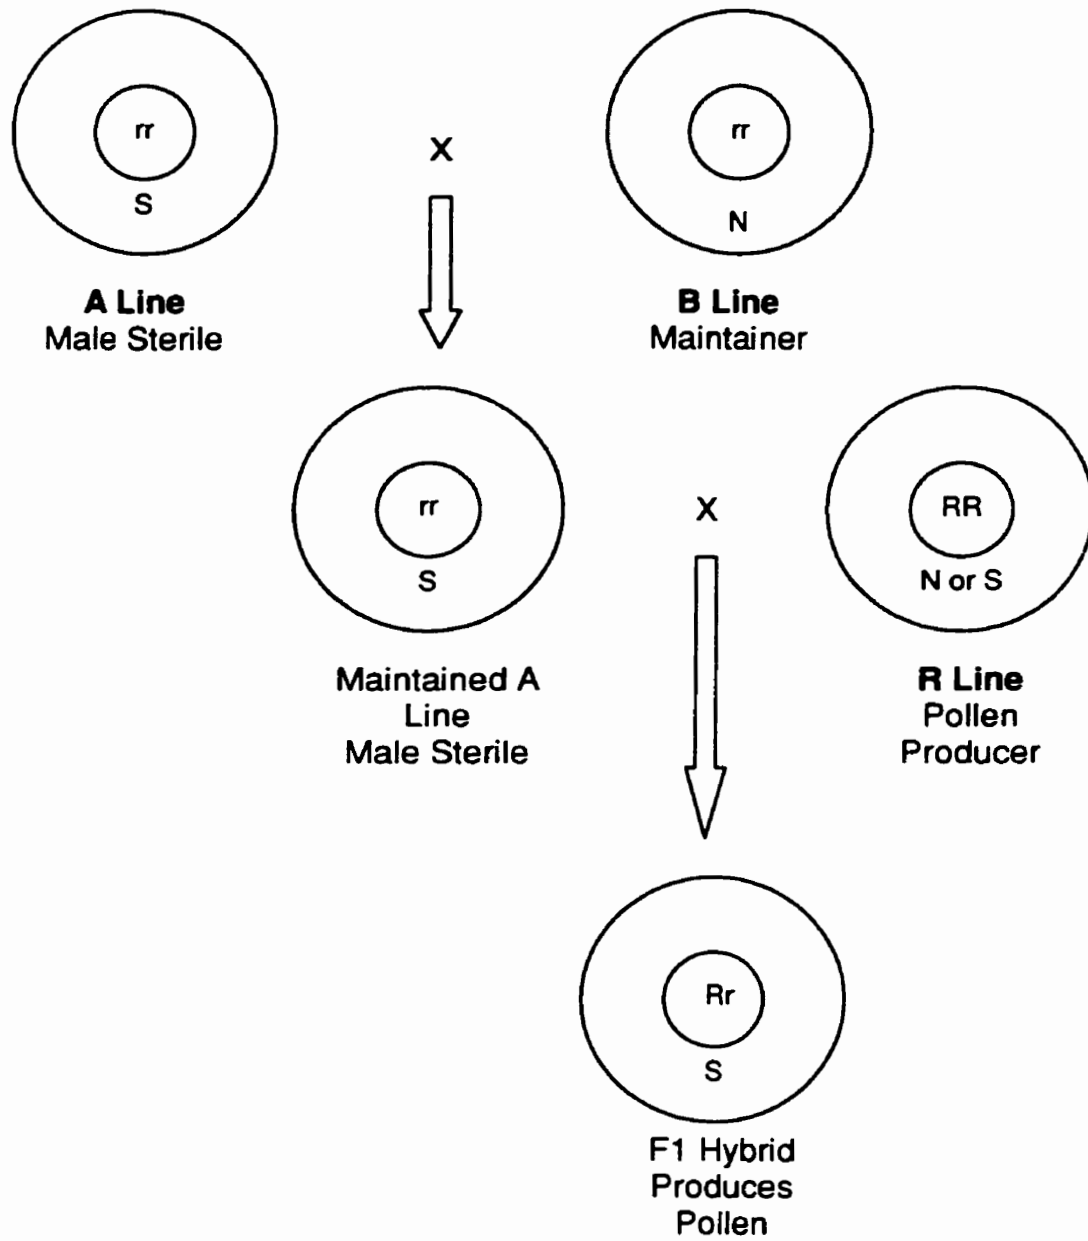 rr
S
X
rr
N
A Line
Male Sterile
B Line
Maintainer
rr
S
X
RR
N or S
Maintained A
Line
Male Sterile
R Line
Pollen
Producer
Rr
S
F1 Hybrid
Produces
Pollen